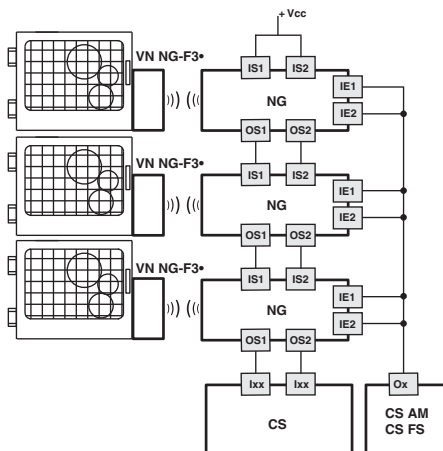 + Vcc
VN NG-F3•
IS1 IS2
IE1
NG
IE2
OS1 OS2
VN NG-F3•
IS1 IS2
IE1
NG
IE2
OS1 OS2
VN NG-F3•
IS1 IS2
IE1
NG
IE2
OS1 OS2
Ixx Ixx Ox
CS
CS AM
CS FS